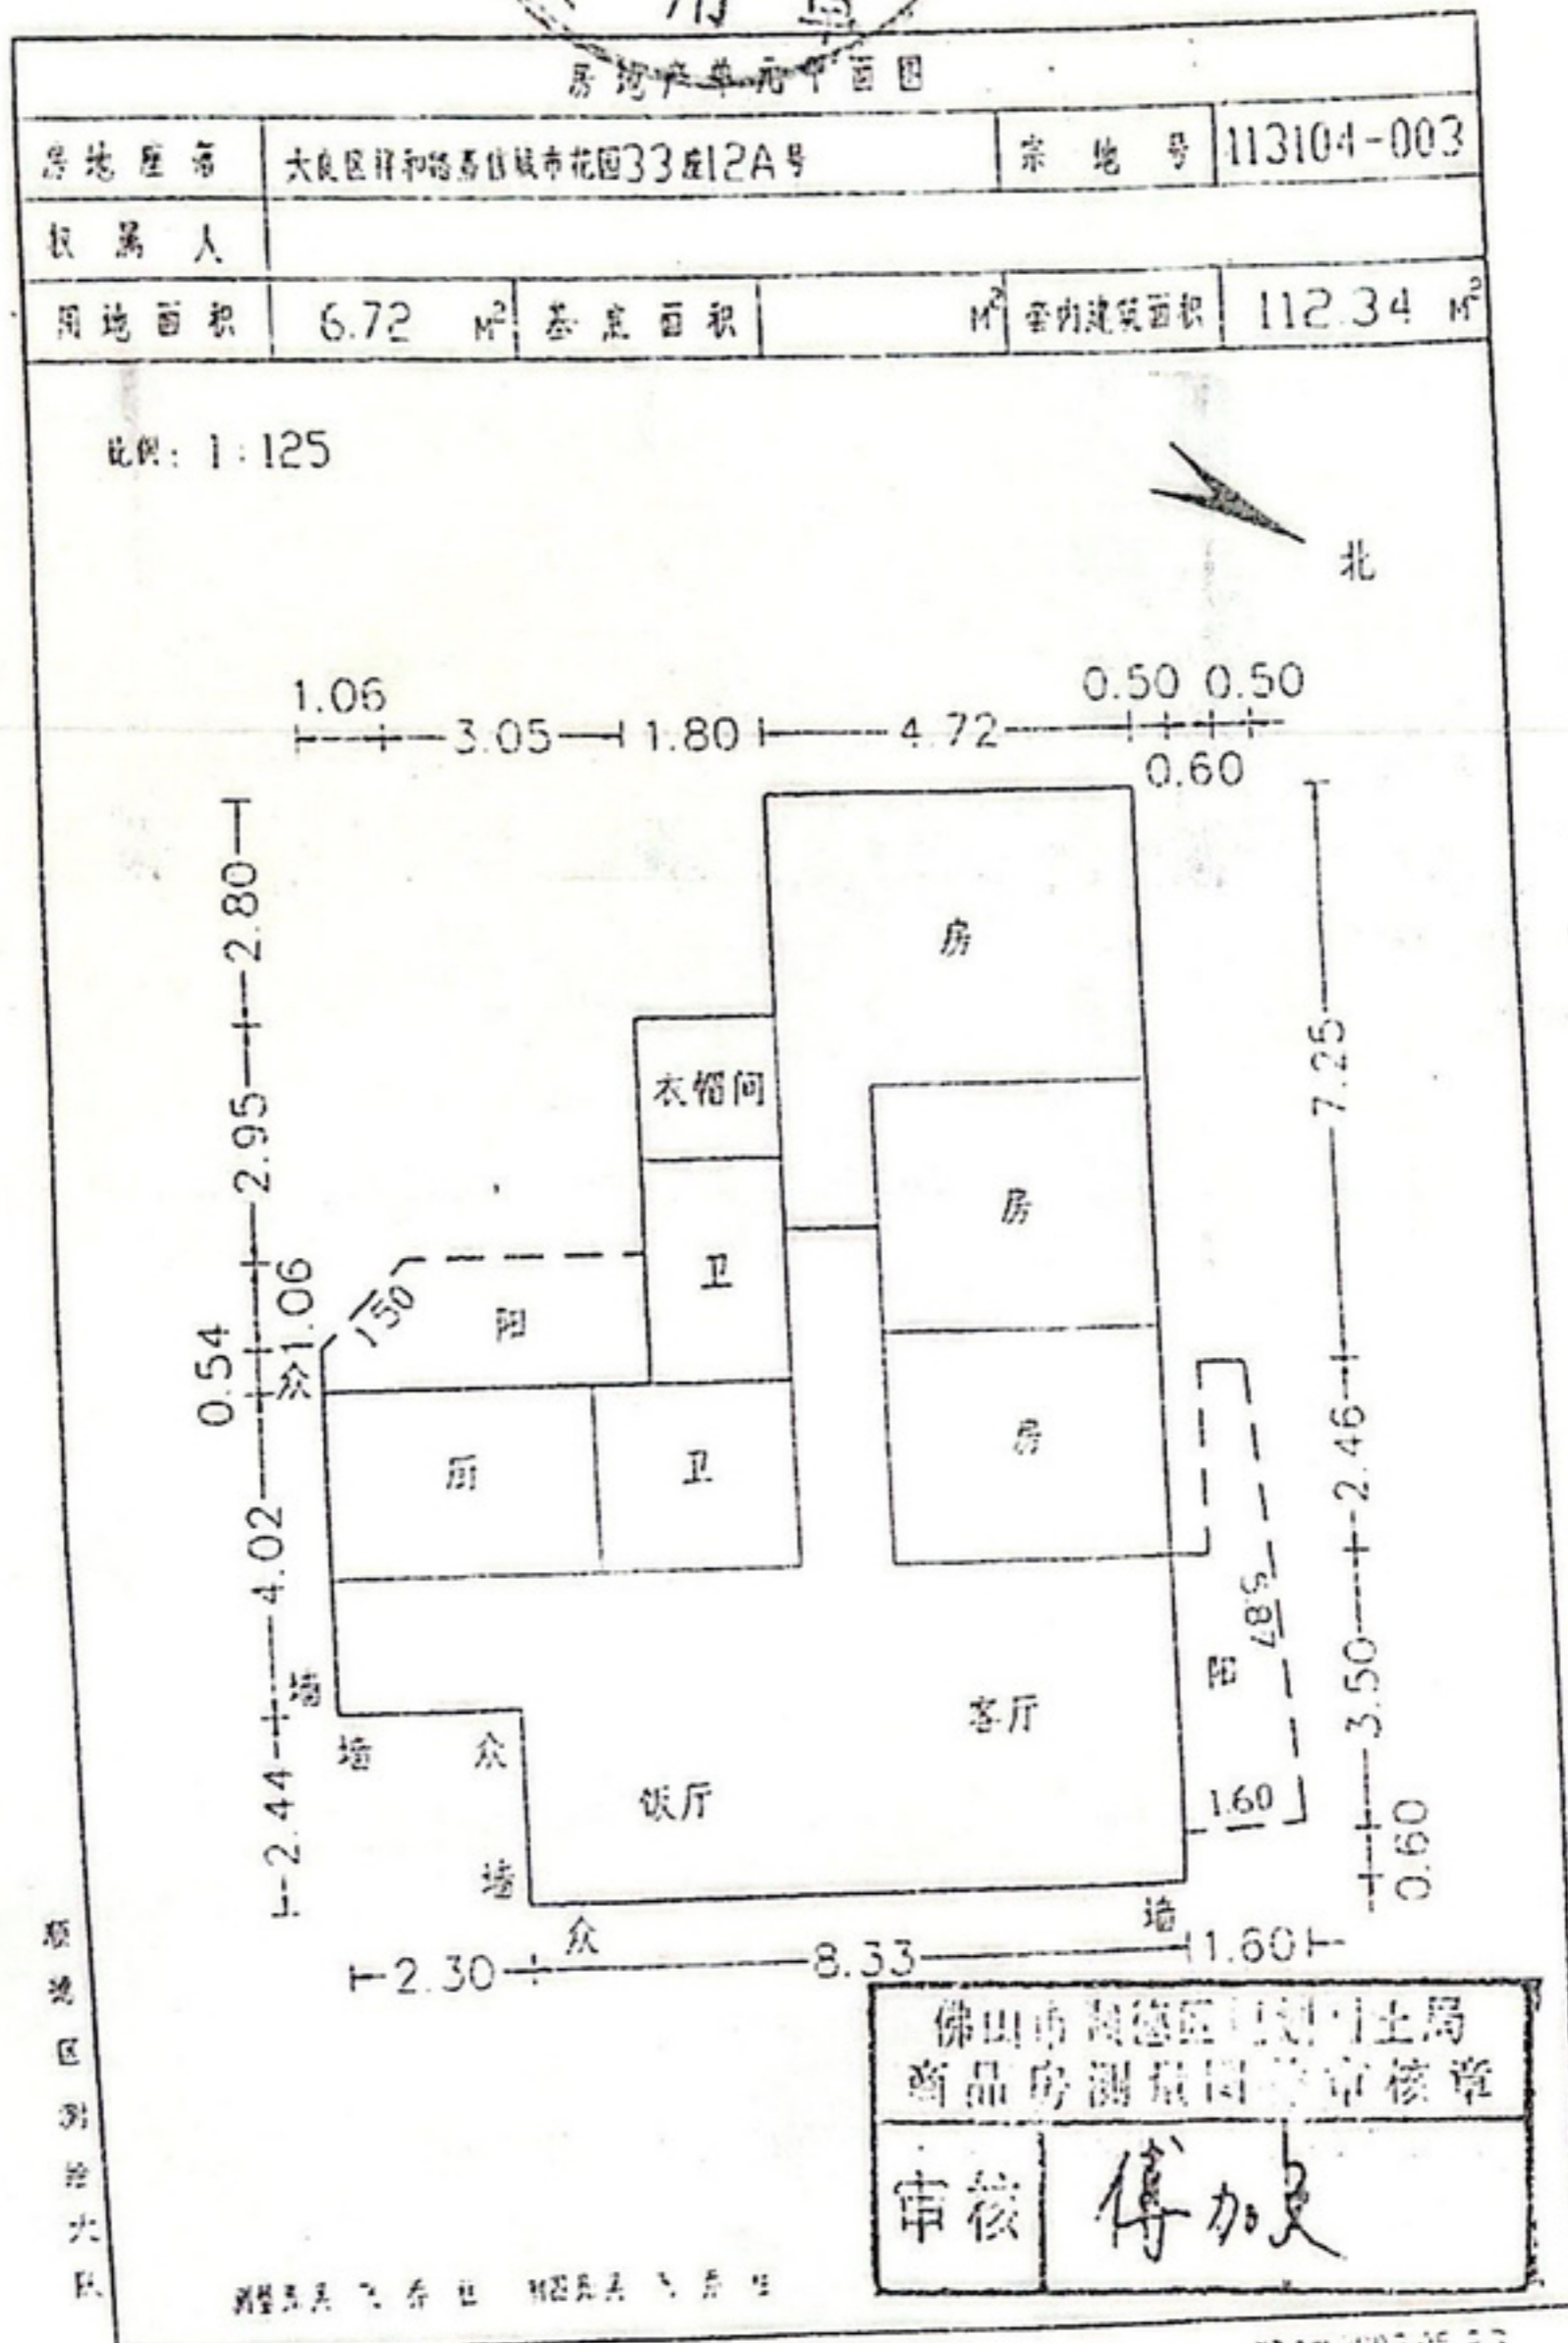 用 章
房地产单元平面图
房地座落 大良区祥和路嘉信城市花园33座12A号 宗地号 113104-003
权属人
用地面积 6.72 M² 基底面积 M² 套内建筑面积 112.34 M²
比例: 1:125
北
1.06 3.05 1.80 4.72 0.50 0.60 0.50
2.80
2.95
1.06
0.54
4.02
2.44
7.25
2.46
3.50
0.60
房
衣帽间
房
卫
1.50
阳
众
厨
卫
房
5.87
阳
墙
墙 众
客厅
饭厅
1.60
墙
众
墙
2.30 8.33 1.60
顺德区测绘大队
佛山市顺德区 国土局
商品房测量图 审核章
审核